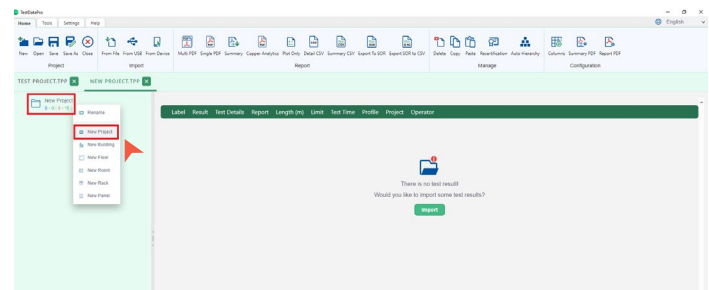 TestDataPro
Home Tools Settings Help English
New Open Save Save As Close From File From USB From Device Multi PDF Single PDF Summary Copper Analytics Plot Only Detail CSV Summary CSV Export To SOR Export SOR to CSV Delete Copy Paste Recertification Auto Hierarchy Columns Summary PDF Report PDF
Project Import Report Manage Configuration
TEST PROJECT.TPP NEW PROJECT.TPP
New Project
Rename
New Project
New Building
New Floor
New Room
New Rack
New Panel
Label Result Test Details Report Length (m) Limit Test Time Profile Project Operator
There is no test result!
Would you like to import some test results?
Import